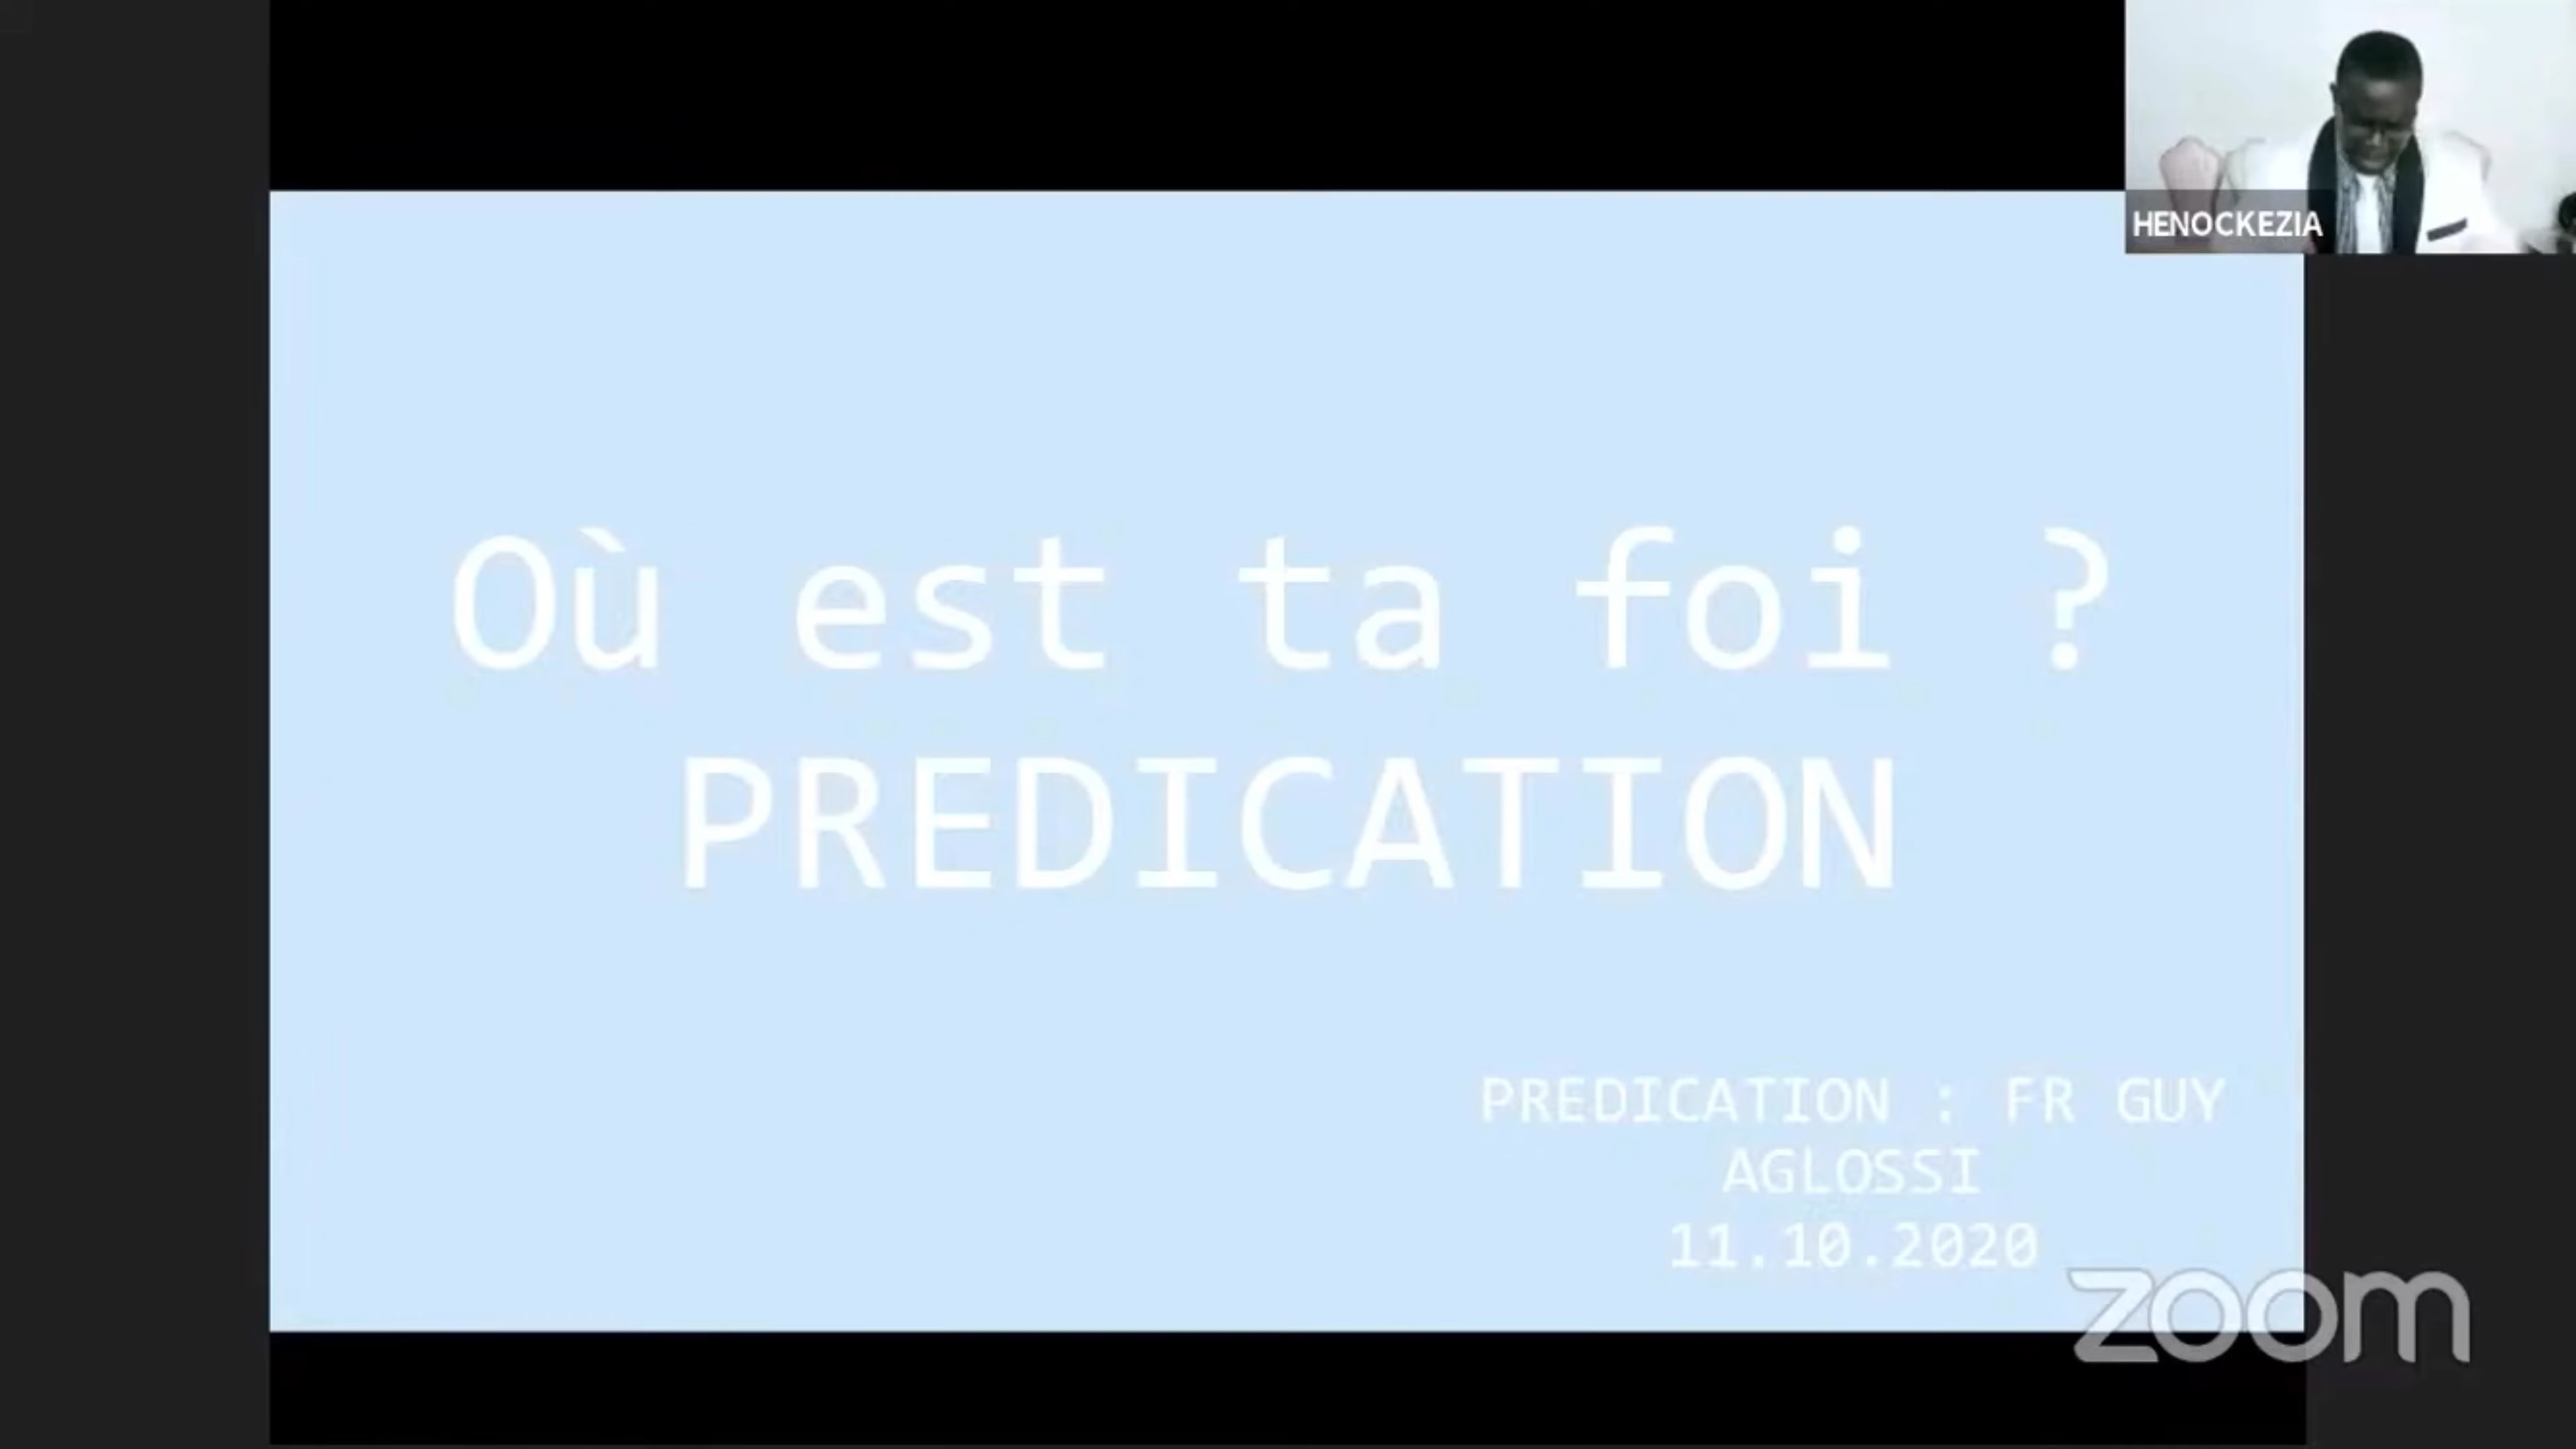 HENOCKEZIA
Où est ta foi ?
PREDICATION
PREDICATION : FR GUY
AGLOSSI
11.10.2020
zoom